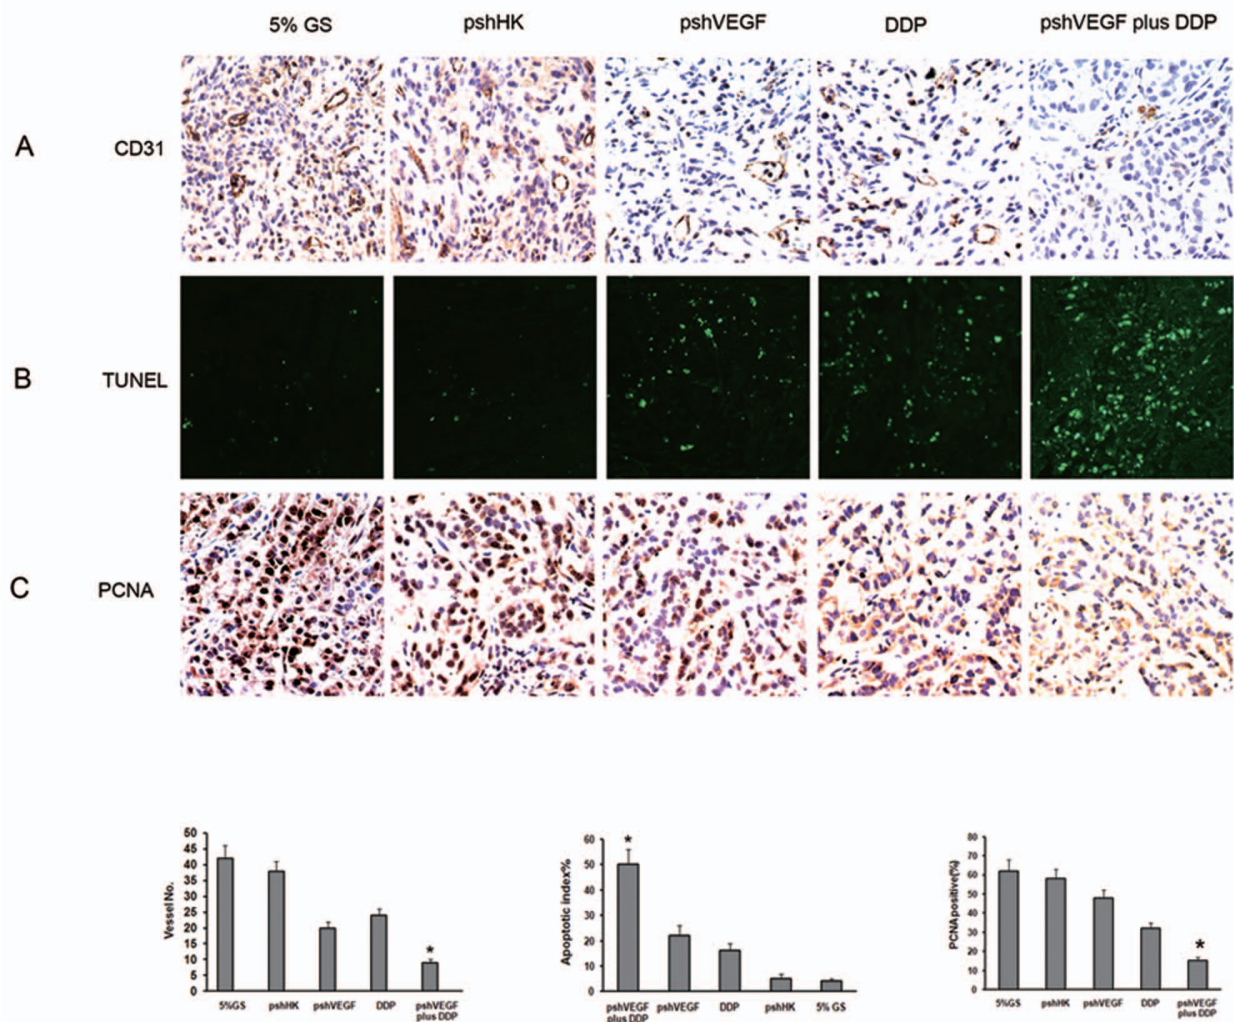 5% GS pshHK pshVEGF DDP pshVEGF plus DDP
A CD31
B TUNEL
C PCNA
Vessel No.
50
45
40
35
30
25
20
15
10
5
0
*
5%GS pshHK pshVEGF DDP pshVEGF
plus DDP
Apoptotic index%
60
50
40
30
20
10
0
*
pshVEGF pshVEGF DDP pshHK 5% GS
plus DDP
PCNApositive(%)
80
70
60
50
40
30
20
10
0
*
5%GS pshHK pshVEGF DDP pshVEGF
plus DDP